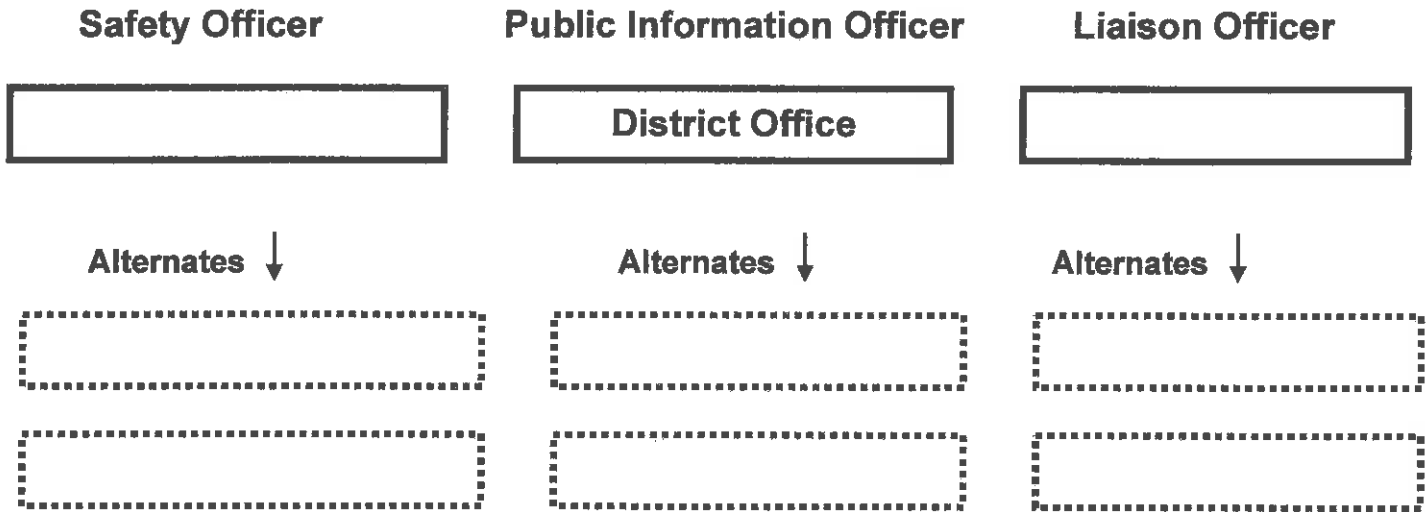 Safety Officer
Public Information Officer
Liaison Officer
District Office
Alternates
Alternates
Alternates